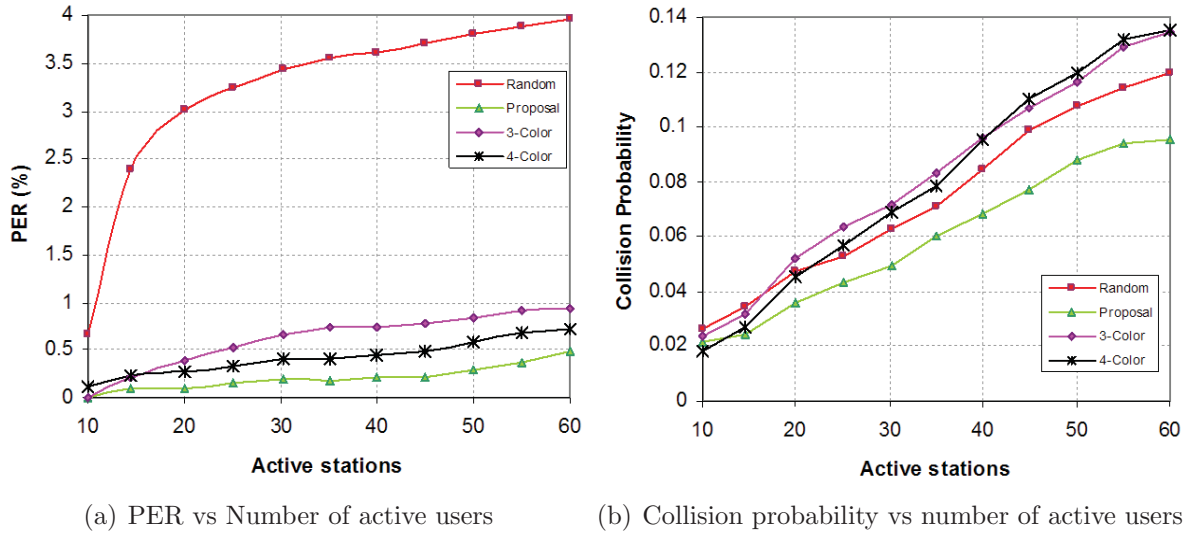 4
3.5
3
2.5
2
1.5
1
0.5
0
PER (%)
10 20 30 40 50 60
Active stations
Random
Proposal
3-Color
4-Color
(a) PER vs Number of active users
0.14
0.12
0.1
0.08
0.06
0.04
0.02
0
Collision Probability
10 20 30 40 50 60
Active stations
Random
Proposal
3-Color
4-Color
(b) Collision probability vs number of active users